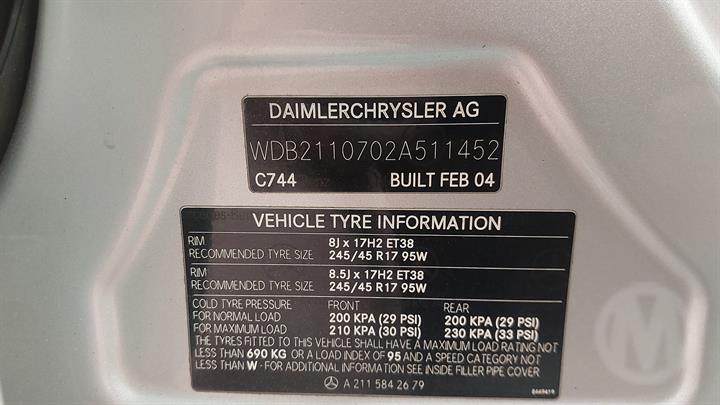 DAIMLERCHRYSLER AG
WDB2110702A511452
C744 BUILT FEB 04
VEHICLE TYRE INFORMATION
RIM 8J x 17H2 ET38
RECOMMENDED TYRE SIZE 245/45 R17 95W
RIM 8.5J x 17H2 ET38
RECOMMENDED TYRE SIZE 245/45 R17 95W
COLD TYRE PRESSURE FRONT REAR
FOR NORMAL LOAD 200 KPA (29 PSI) 200 KPA (29 PSI)
FOR MAXIMUM LOAD 210 KPA (30 PSI) 230 KPA (33 PSI)
THE TYRES FITTED TO THIS VEHICLE SHALL HAVE A MAXIMUM LOAD RATING NOT
LESS THAN 690 KG OR A LOAD INDEX OF 95 AND A SPEED CATEGORY NOT
LESS THAN W - FOR ADDITIONAL INFORMATION SEE INSIDE FILLER PIPE COVER
A 211 584 26 79
M